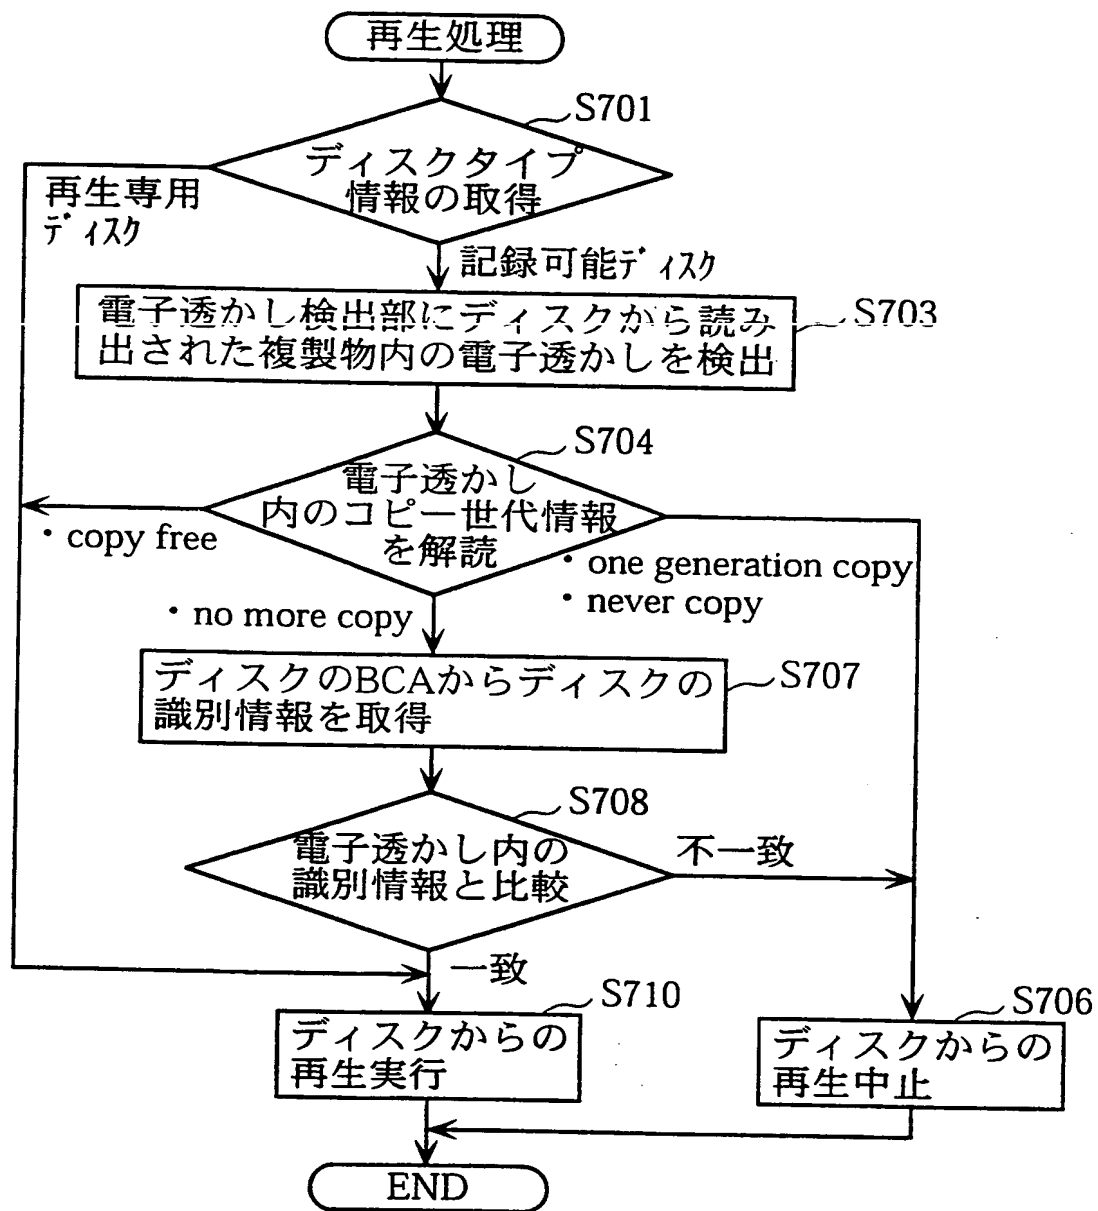 再生処理
S701
ディスクタイプ
情報の取得
再生専用
ディスク
記録可能ディスク
電子透かし検出部にディスクから読み
出された複製物内の電子透かしを検出
S703
S704
電子透かし
内のコピー世代情報
を解読
・copy free
・one generation copy
・never copy
・no more copy
ディスクのBCAからディスクの
識別情報を取得
S707
S708
電子透かし内の
識別情報と比較
不一致
一致
S710
ディスクからの
再生実行
S706
ディスクからの
再生中止
END